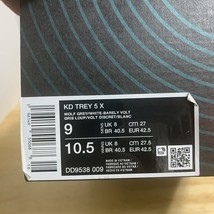 KD TREY 5 X
WOLF GREY/WHITE-BARELY VOLT
GRIS LOUP/VOLT DISCRET/BLANC
9
UK 8
CM 27
BR 40.5
EUR 42.5
10.5
UK 8
CM 27.5
BR 40.5
EUR 42.5
DD9538 009